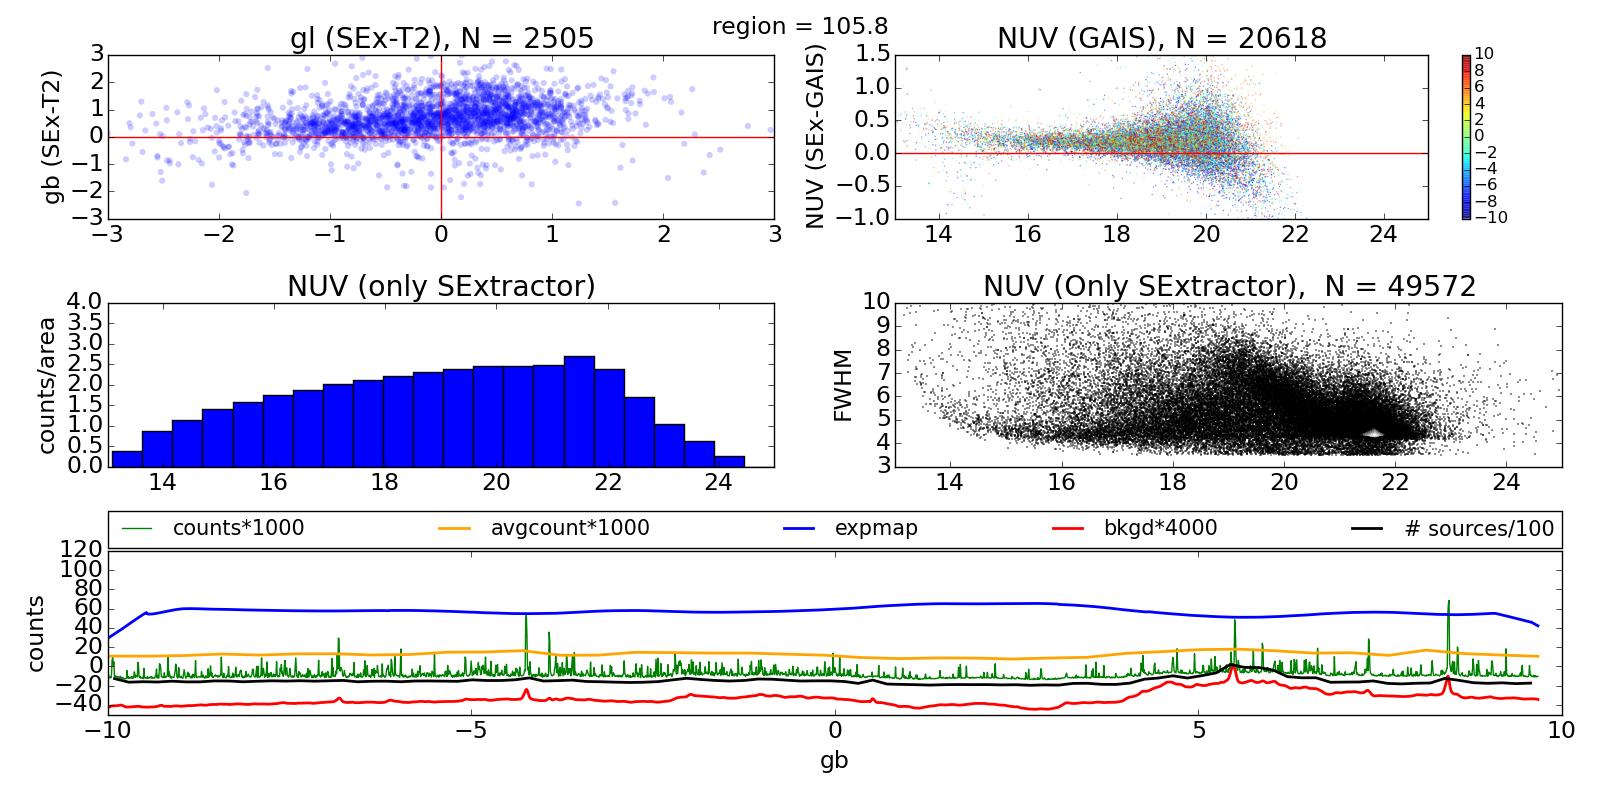 region = 105.8
gl (SEx-T2), N = 2505
NUV (GAIS), N = 20618
gb (SEx-T2)
3
2
1
0
−1
−2
−3
−3 −2 −1 0 1 2 3
NUV (SEx-GAIS)
1.5
1.0
0.5
0.0
−0.5
−1.0
14 16 18 20 22 24
10
8
6
4
2
0
−2
−4
−6
−8
−10
NUV (only SExtractor)
counts/area
4.0
3.5
3.0
2.5
2.0
1.5
1.0
0.5
0.0
14 16 18 20 22 24
NUV (Only SExtractor), N = 49572
FWHM
10
9
8
7
6
5
4
3
14 16 18 20 22 24
counts*1000 avgcount*1000 expmap bkgd*4000 # sources/100
counts
120
100
80
60
40
20
0
−20
−40
−10 −5 0 5 10
gb